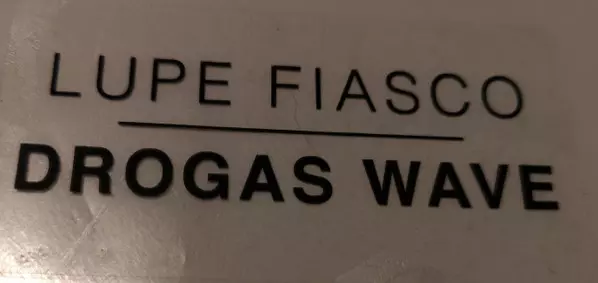 LUPE FIASCO
DROGAS WAVE